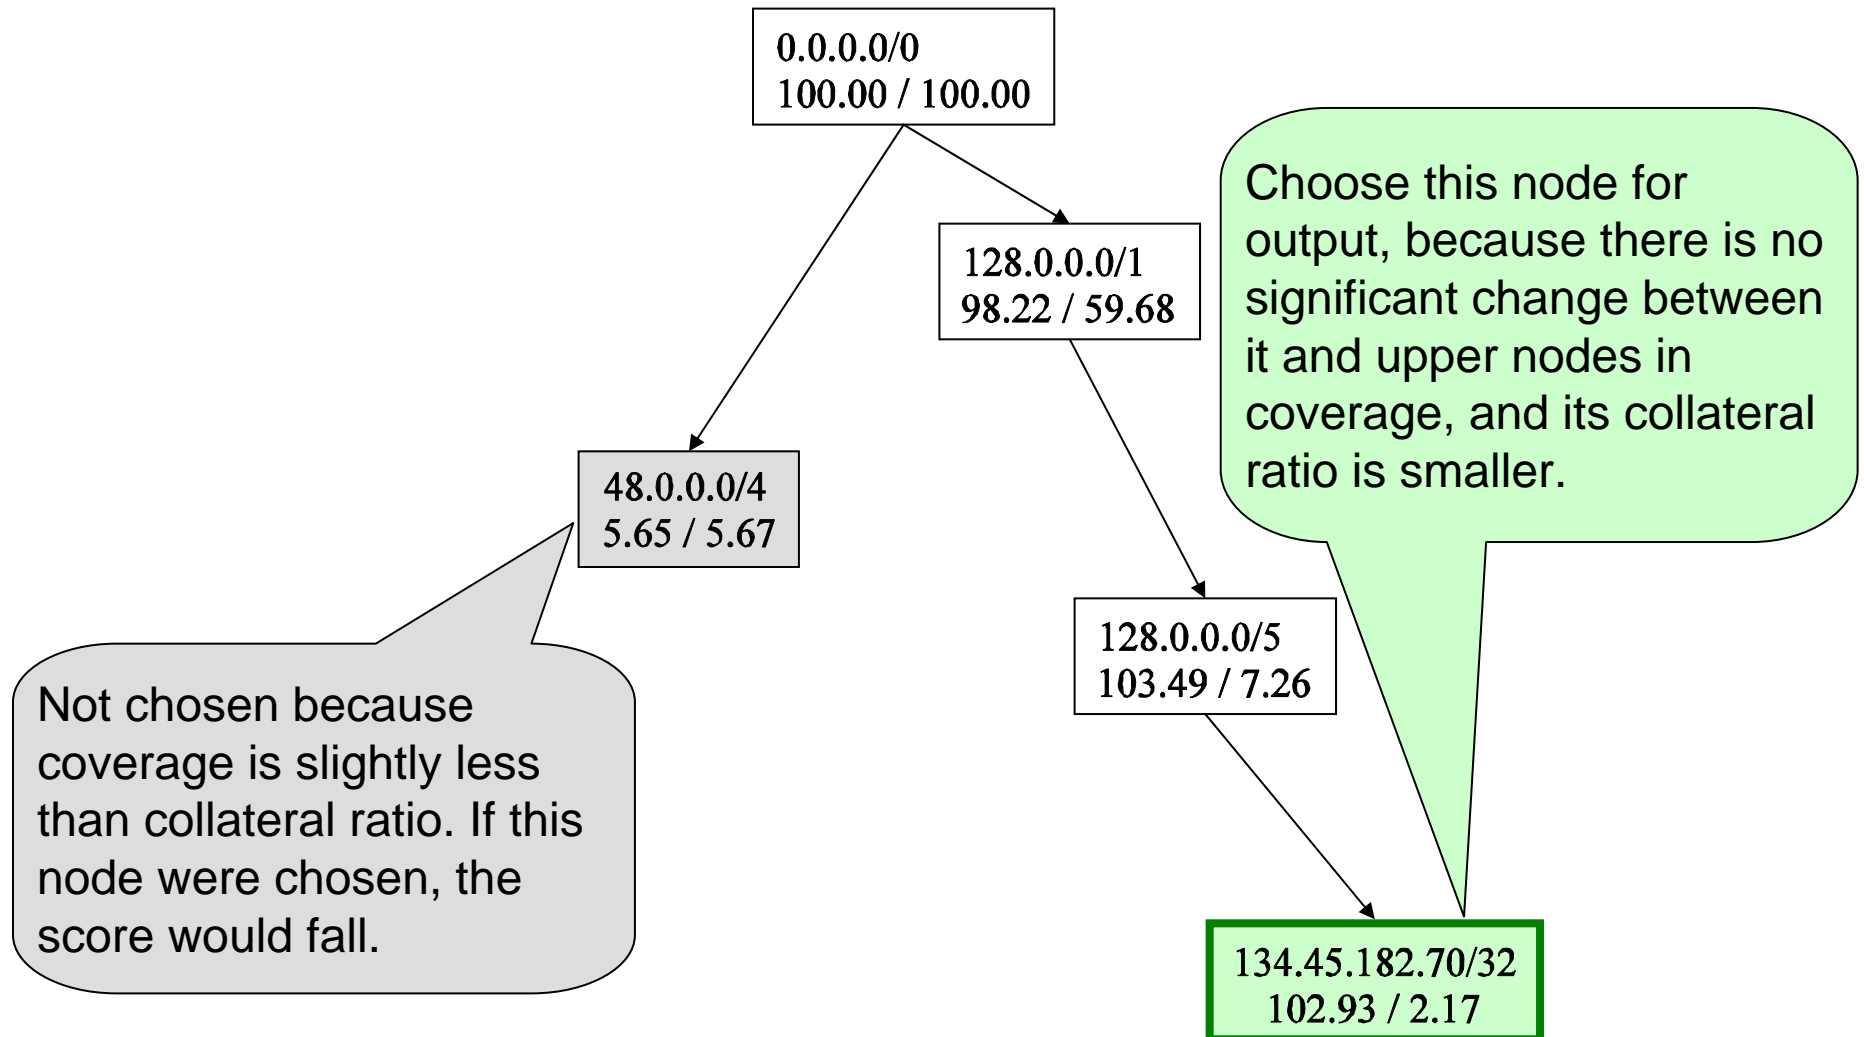 0.0.0.0/0
100.00 / 100.00
128.0.0.0/1
98.22 / 59.68
Choose this node for
output, because there is no
significant change between
it and upper nodes in
coverage, and its collateral
ratio is smaller.
48.0.0.0/4
5.65 / 5.67
128.0.0.0/5
103.49 / 7.26
Not chosen because
coverage is slightly less
than collateral ratio. If this
node were chosen, the
score would fall.
134.45.182.70/32
102.93 / 2.17